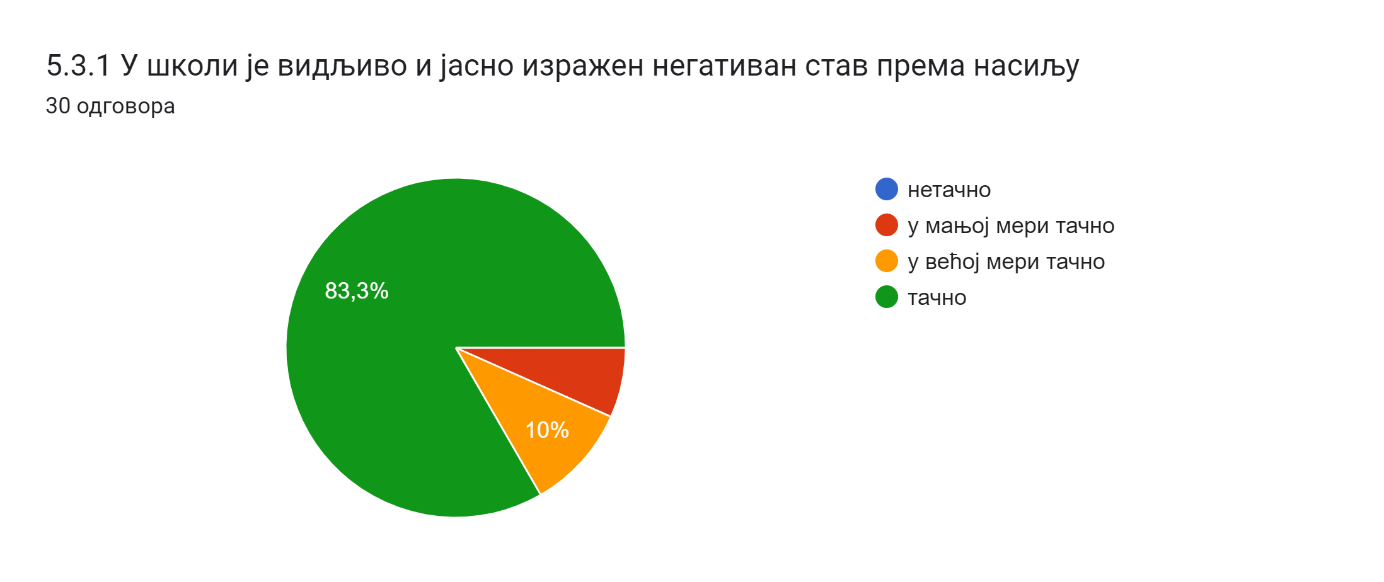 5.3.1 У школи је видљиво и јасно изражен негативан став према насиљу
30 одговора
нетачно
у мањој мери тачно
у већој мери тачно
тачно
83,3%
10%